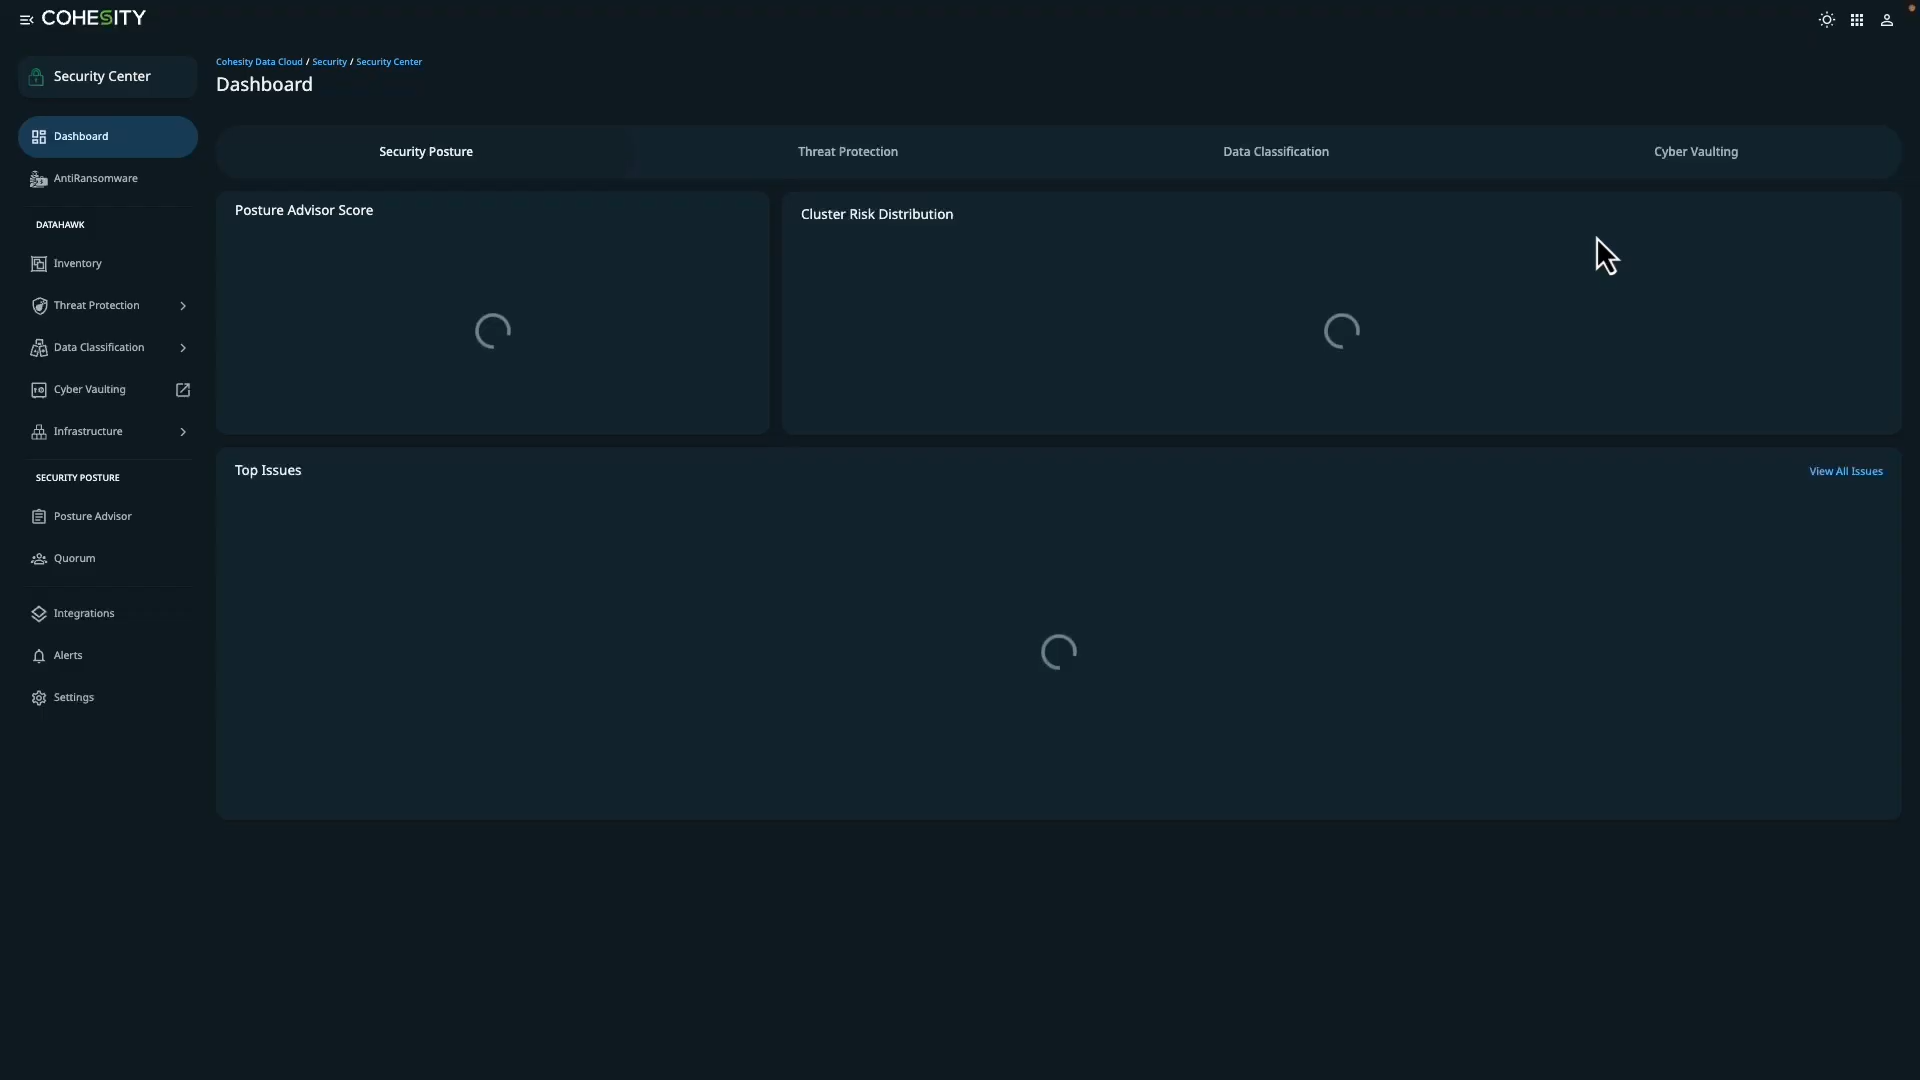 COHESITY
Security Center
Cohesity Data Cloud / Security / Security Center
Dashboard
Dashboard
AntiRansomware
DATAHAWK
Inventory
Threat Protection
Data Classification
Cyber Vaulting
Infrastructure
SECURITY POSTURE
Posture Advisor
Quorum
Integrations
Alerts
Settings
Security Posture
Threat Protection
Data Classification
Cyber Vaulting
Posture Advisor Score
Cluster Risk Distribution
Top Issues
View All Issues